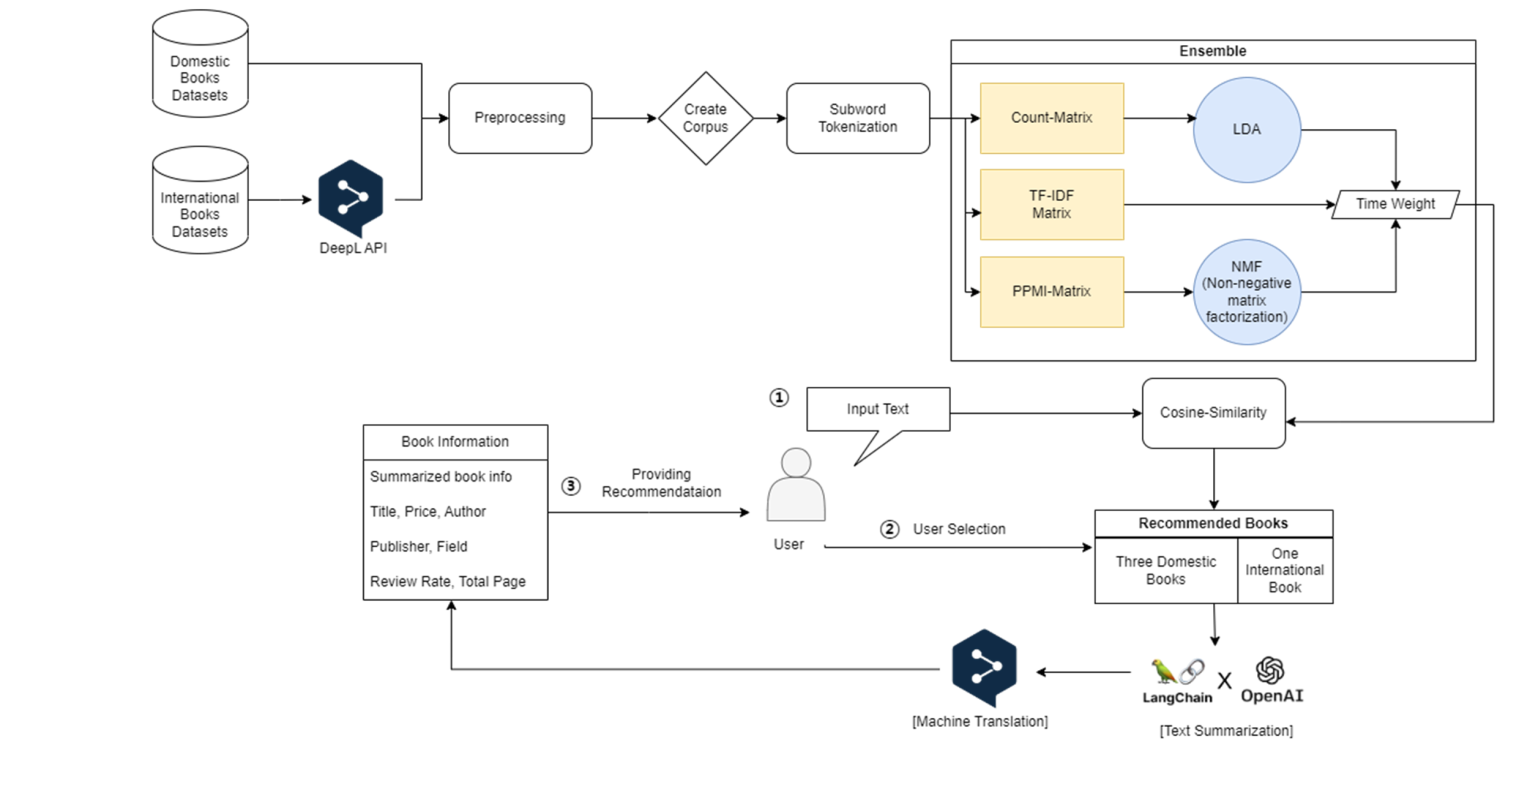 Domestic
Books
Datasets
International
Books
Datasets
DeepL API
Preprocessing
Create
Corpus
Subword
Tokenization
Ensemble
Count-Matrix
LDA
TF-IDF
Matrix
Time Weight
PPMI-Matrix
NMF
(Non-negative
matrix
factorization)
①
Input Text
Cosine-Similarity
Book Information
Summarized book info
Title, Price, Author
Publisher, Field
Review Rate, Total Page
③
Providing
Recommendataion
User
②
User Selection
Recommended Books
Three Domestic
Books
One
International
Book
LangChain
X
OpenAI
[Text Summarization]
[Machine Translation]